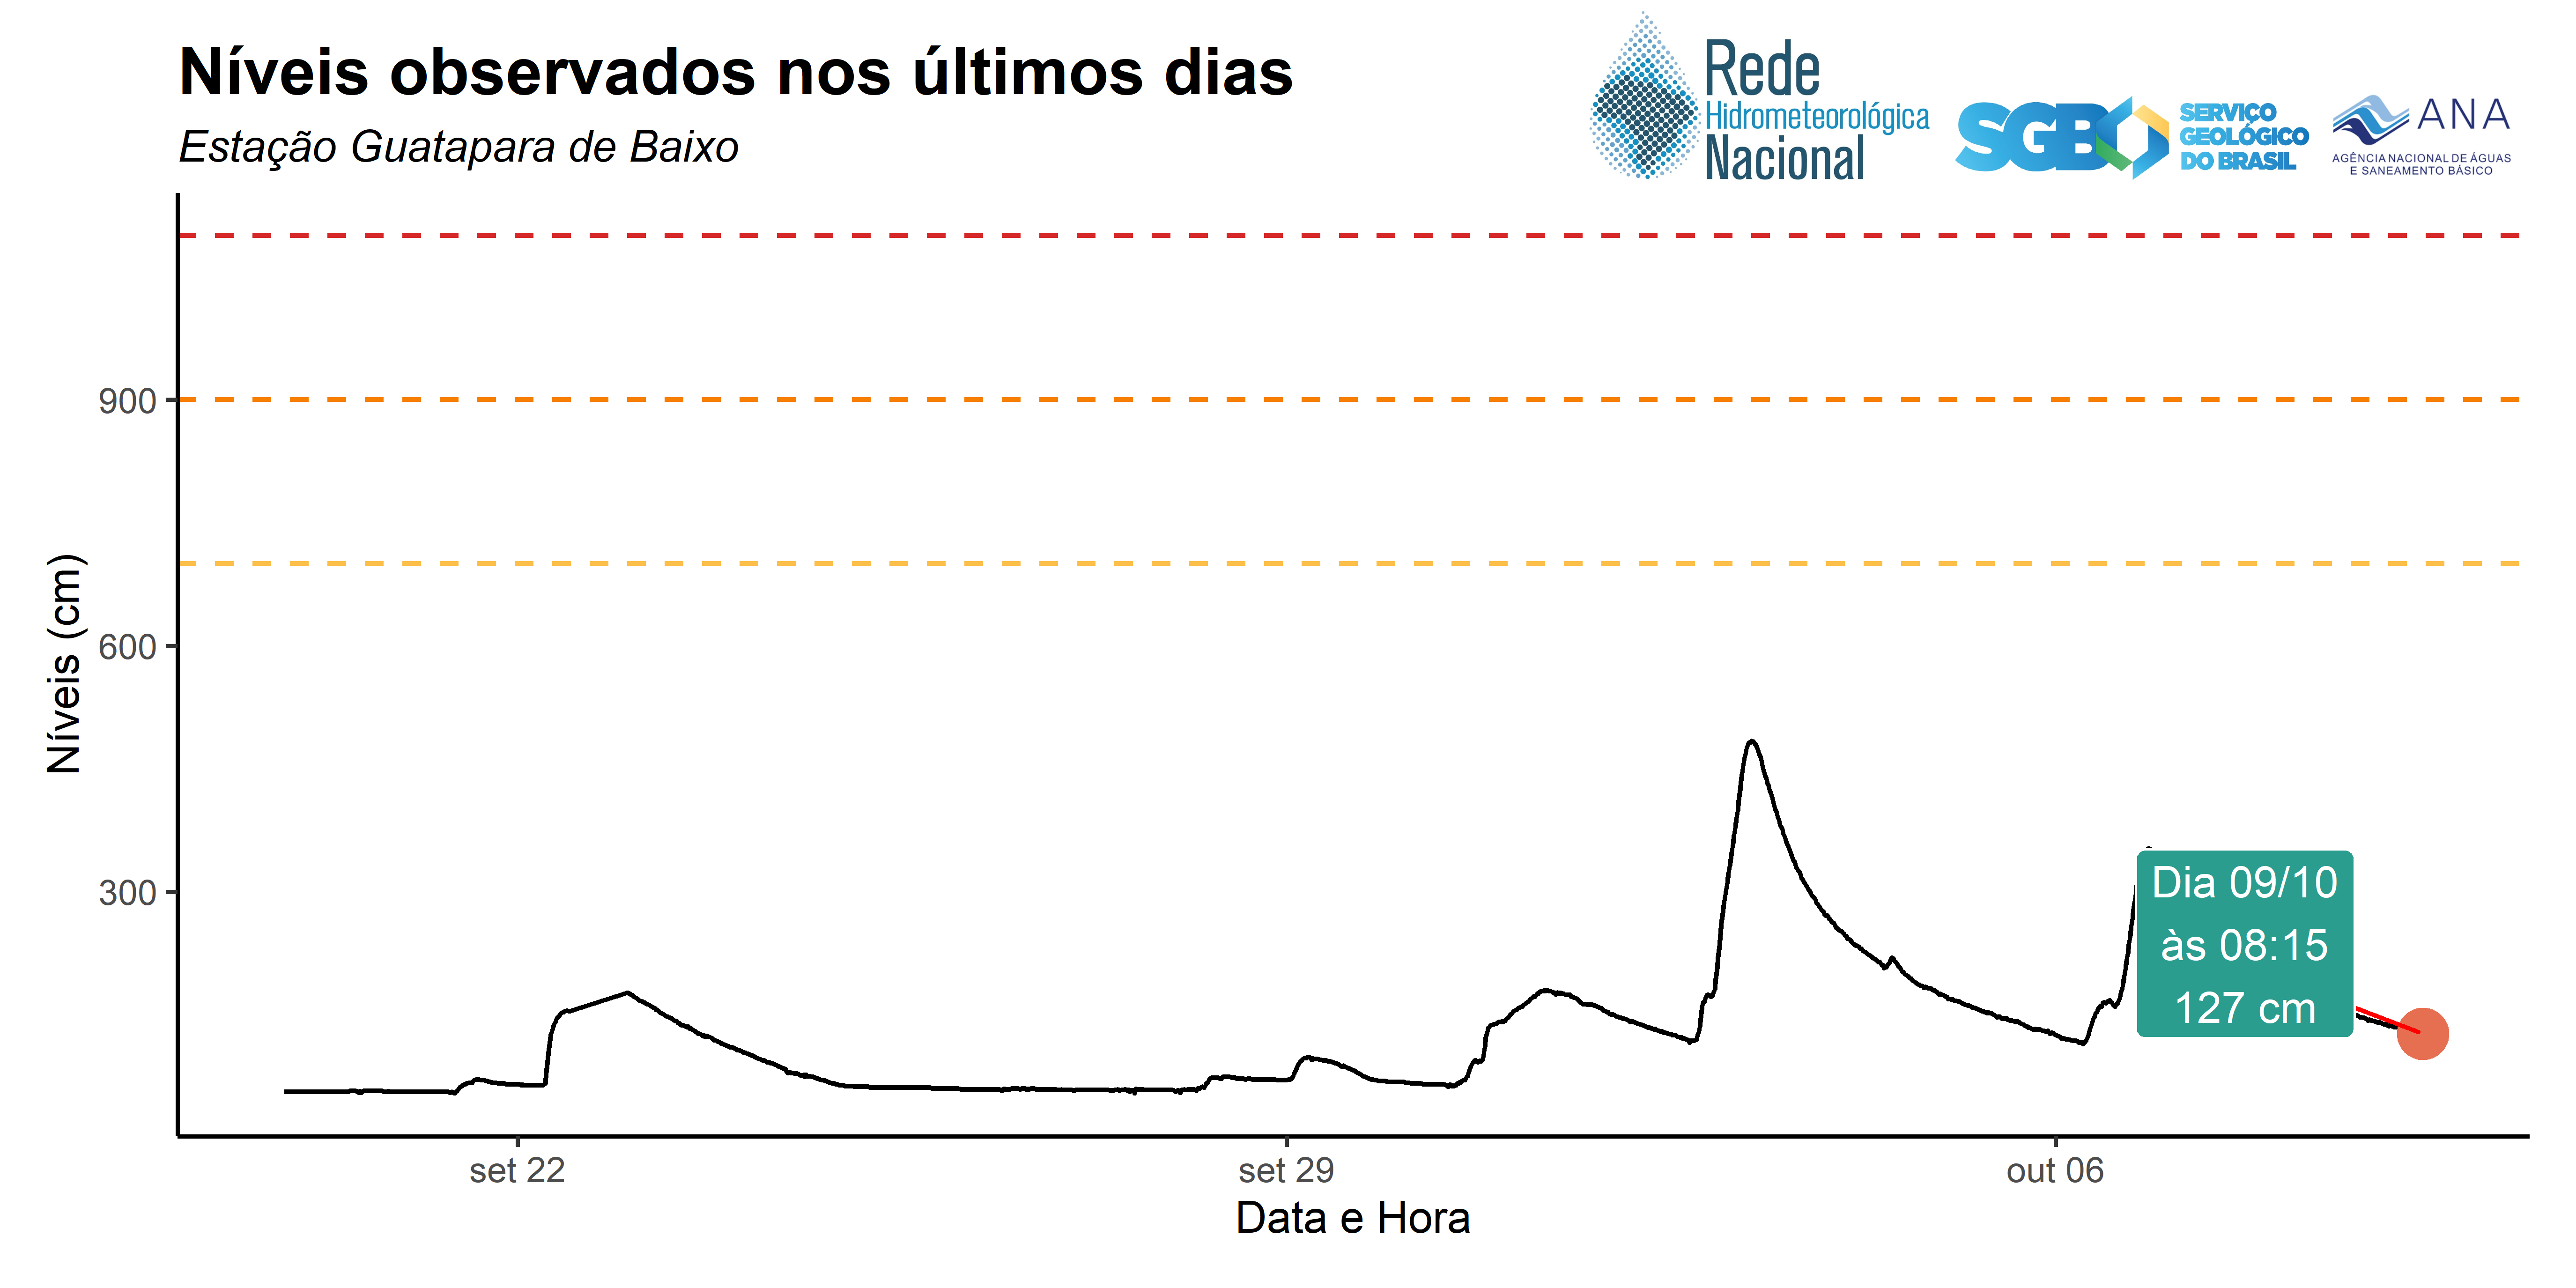 Níveis observados nos últimos dias
Estação Guatapara de Baixo
Rede
Hidrometeorológica
Nacional
SGB
SERVIÇO
GEOLÓGICO
DO BRASIL
ANA
AGÊNCIA NACIONAL DE ÁGUAS
E SANEAMENTO BÁSICO
Níveis (cm)
900
600
300
Dia 09/10
às 08:15
127 cm
set 22
set 29
out 06
Data e Hora